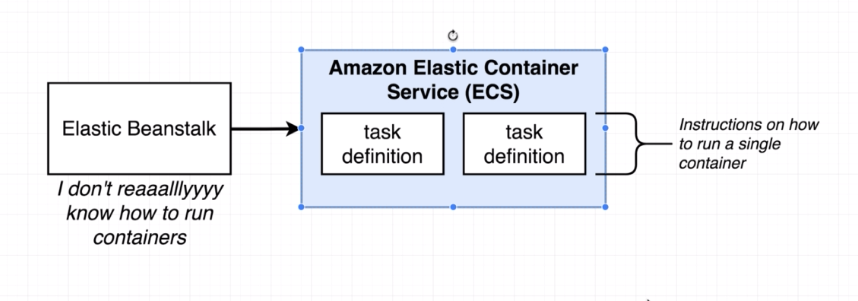 Amazon Elastic Container
Service (ECS)
Elastic Beanstalk
task
definition
task
definition
Instructions on how
to run a single
container
I don't reaaalllyyyy
know how to run
containers